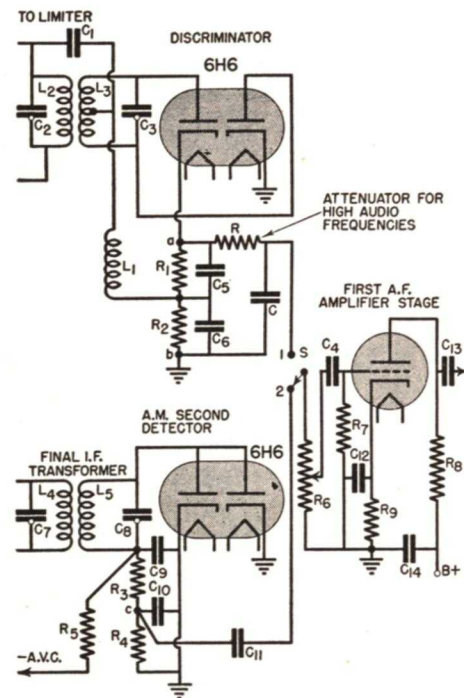 TO LIMITER
C1
DISCRIMINATOR
6H6
L2
L3
C2
C3
ATTENUATOR FOR
HIGH AUDIO
FREQUENCIES
a
R
L1
R1
C5
C
R2
C6
b
FIRST A.F.
AMPLIFIER STAGE
1
S
2
C4
C13
R7
R8
C12
R6
R9
C14
B+
A.M. SECOND
DETECTOR
6H6
FINAL I.F.
TRANSFORMER
L4
L5
C7
C8
C9
R3
C10
c
R5
R4
C11
-A.V.C.